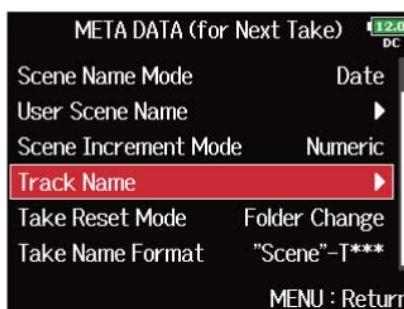 META DATA (for Next Take)
12.0
DC
Scene Name Mode Date
User Scene Name
Scene Increment Mode Numeric
Track Name
Take Reset Mode Folder Change
Take Name Format "Scene"-T***
MENU : Return